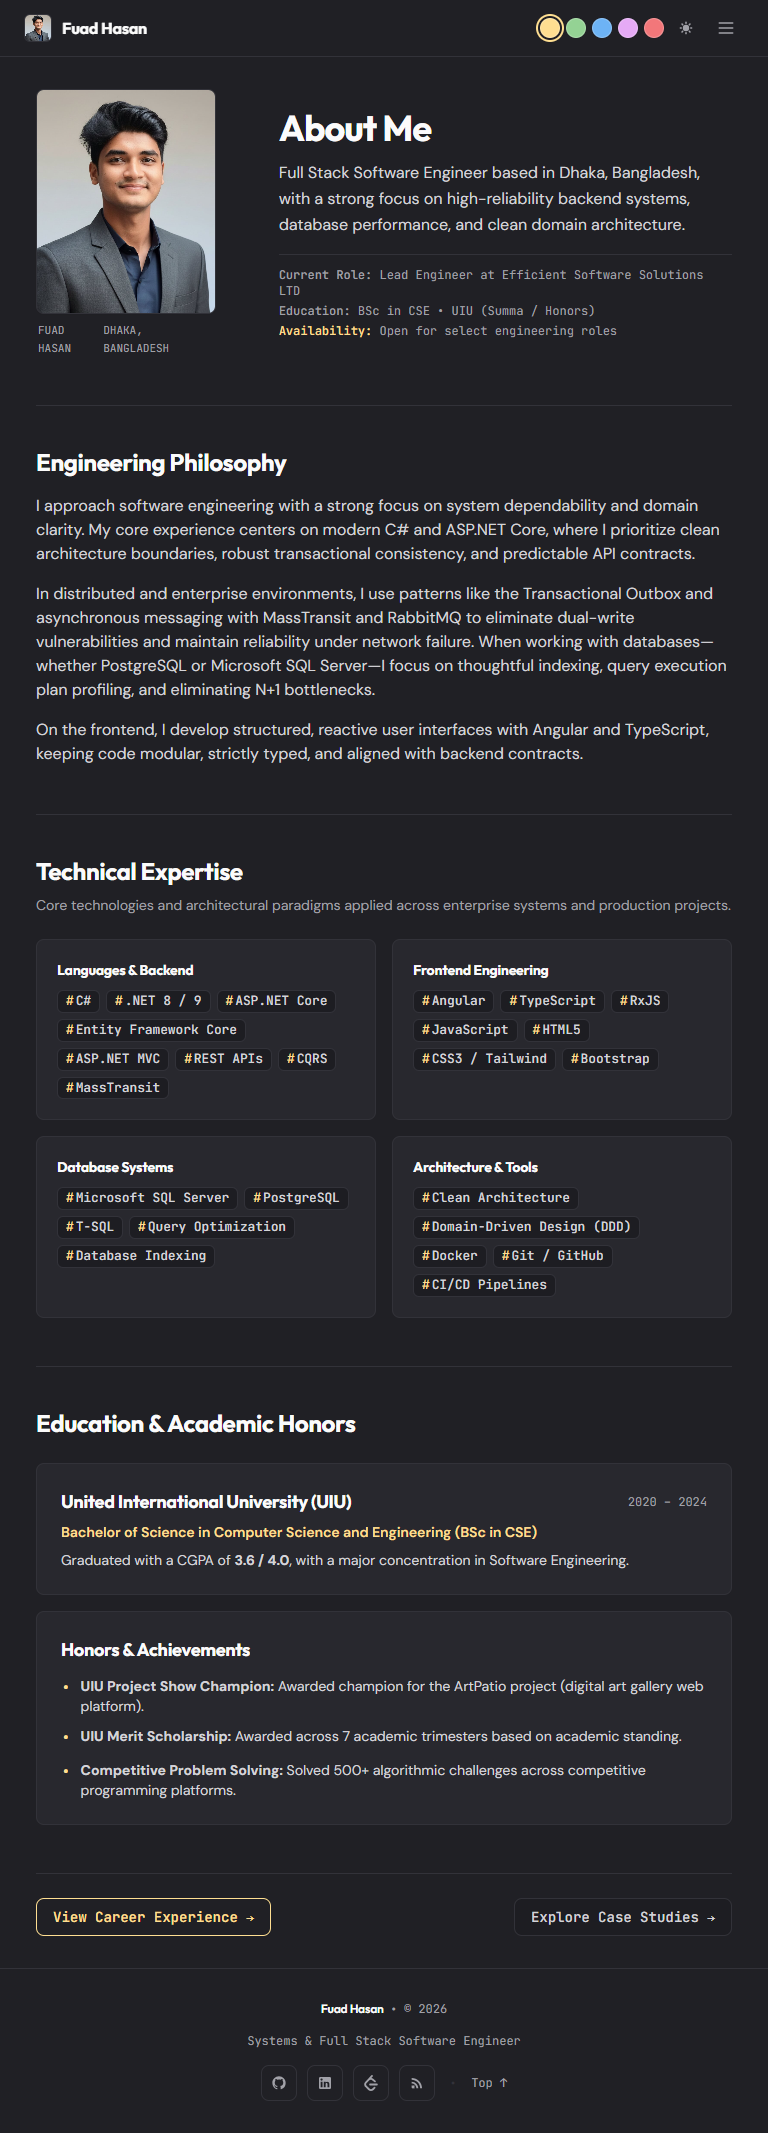 Fuad Hasan
About Me
Full Stack Software Engineer based in Dhaka, Bangladesh,
with a strong focus on high-reliability backend systems,
database performance, and clean domain architecture.
Current Role: Lead Engineer at Efficient Software Solutions
LTD
Education: BSc in CSE • UIU (Summa / Honors)
Availability: Open for select engineering roles
FUAD HASAN
DHAKA, BANGLADESH
Engineering Philosophy
I approach software engineering with a strong focus on system dependability and domain
clarity. My core experience centers on modern C# and ASP.NET Core, where I prioritize clean
architecture boundaries, robust transactional consistency, and predictable API contracts.
In distributed and enterprise environments, I use patterns like the Transactional Outbox and
asynchronous messaging with MassTransit and RabbitMQ to eliminate dual-write
vulnerabilities and maintain reliability under network failure. When working with databases—
whether PostgreSQL or Microsoft SQL Server—I focus on thoughtful indexing, query execution
plan profiling, and eliminating N+1 bottlenecks.
On the frontend, I develop structured, reactive user interfaces with Angular and TypeScript,
keeping code modular, strictly typed, and aligned with backend contracts.
Technical Expertise
Core technologies and architectural paradigms applied across enterprise systems and production projects.
Languages & Backend
#C# #.NET 8 / 9 #ASP.NET Core
#Entity Framework Core
#ASP.NET MVC #REST APIs #CQRS
#MassTransit
Frontend Engineering
#Angular #TypeScript #RxJS
#JavaScript #HTML5
#CSS3 / Tailwind #Bootstrap
Database Systems
#Microsoft SQL Server #PostgreSQL
#T-SQL #Query Optimization
#Database Indexing
Architecture & Tools
#Clean Architecture
#Domain-Driven Design (DDD)
#Docker #Git / GitHub
#CI/CD Pipelines
Education & Academic Honors
United International University (UIU) 2020 – 2024
Bachelor of Science in Computer Science and Engineering (BSc in CSE)
Graduated with a CGPA of 3.6 / 4.0, with a major concentration in Software Engineering.
Honors & Achievements
• UIU Project Show Champion: Awarded champion for the ArtPatio project (digital art gallery web
platform).
• UIU Merit Scholarship: Awarded across 7 academic trimesters based on academic standing.
• Competitive Problem Solving: Solved 500+ algorithmic challenges across competitive
programming platforms.
View Career Experience → Explore Case Studies →
Fuad Hasan • © 2026
Systems & Full Stack Software Engineer
· Top ↑